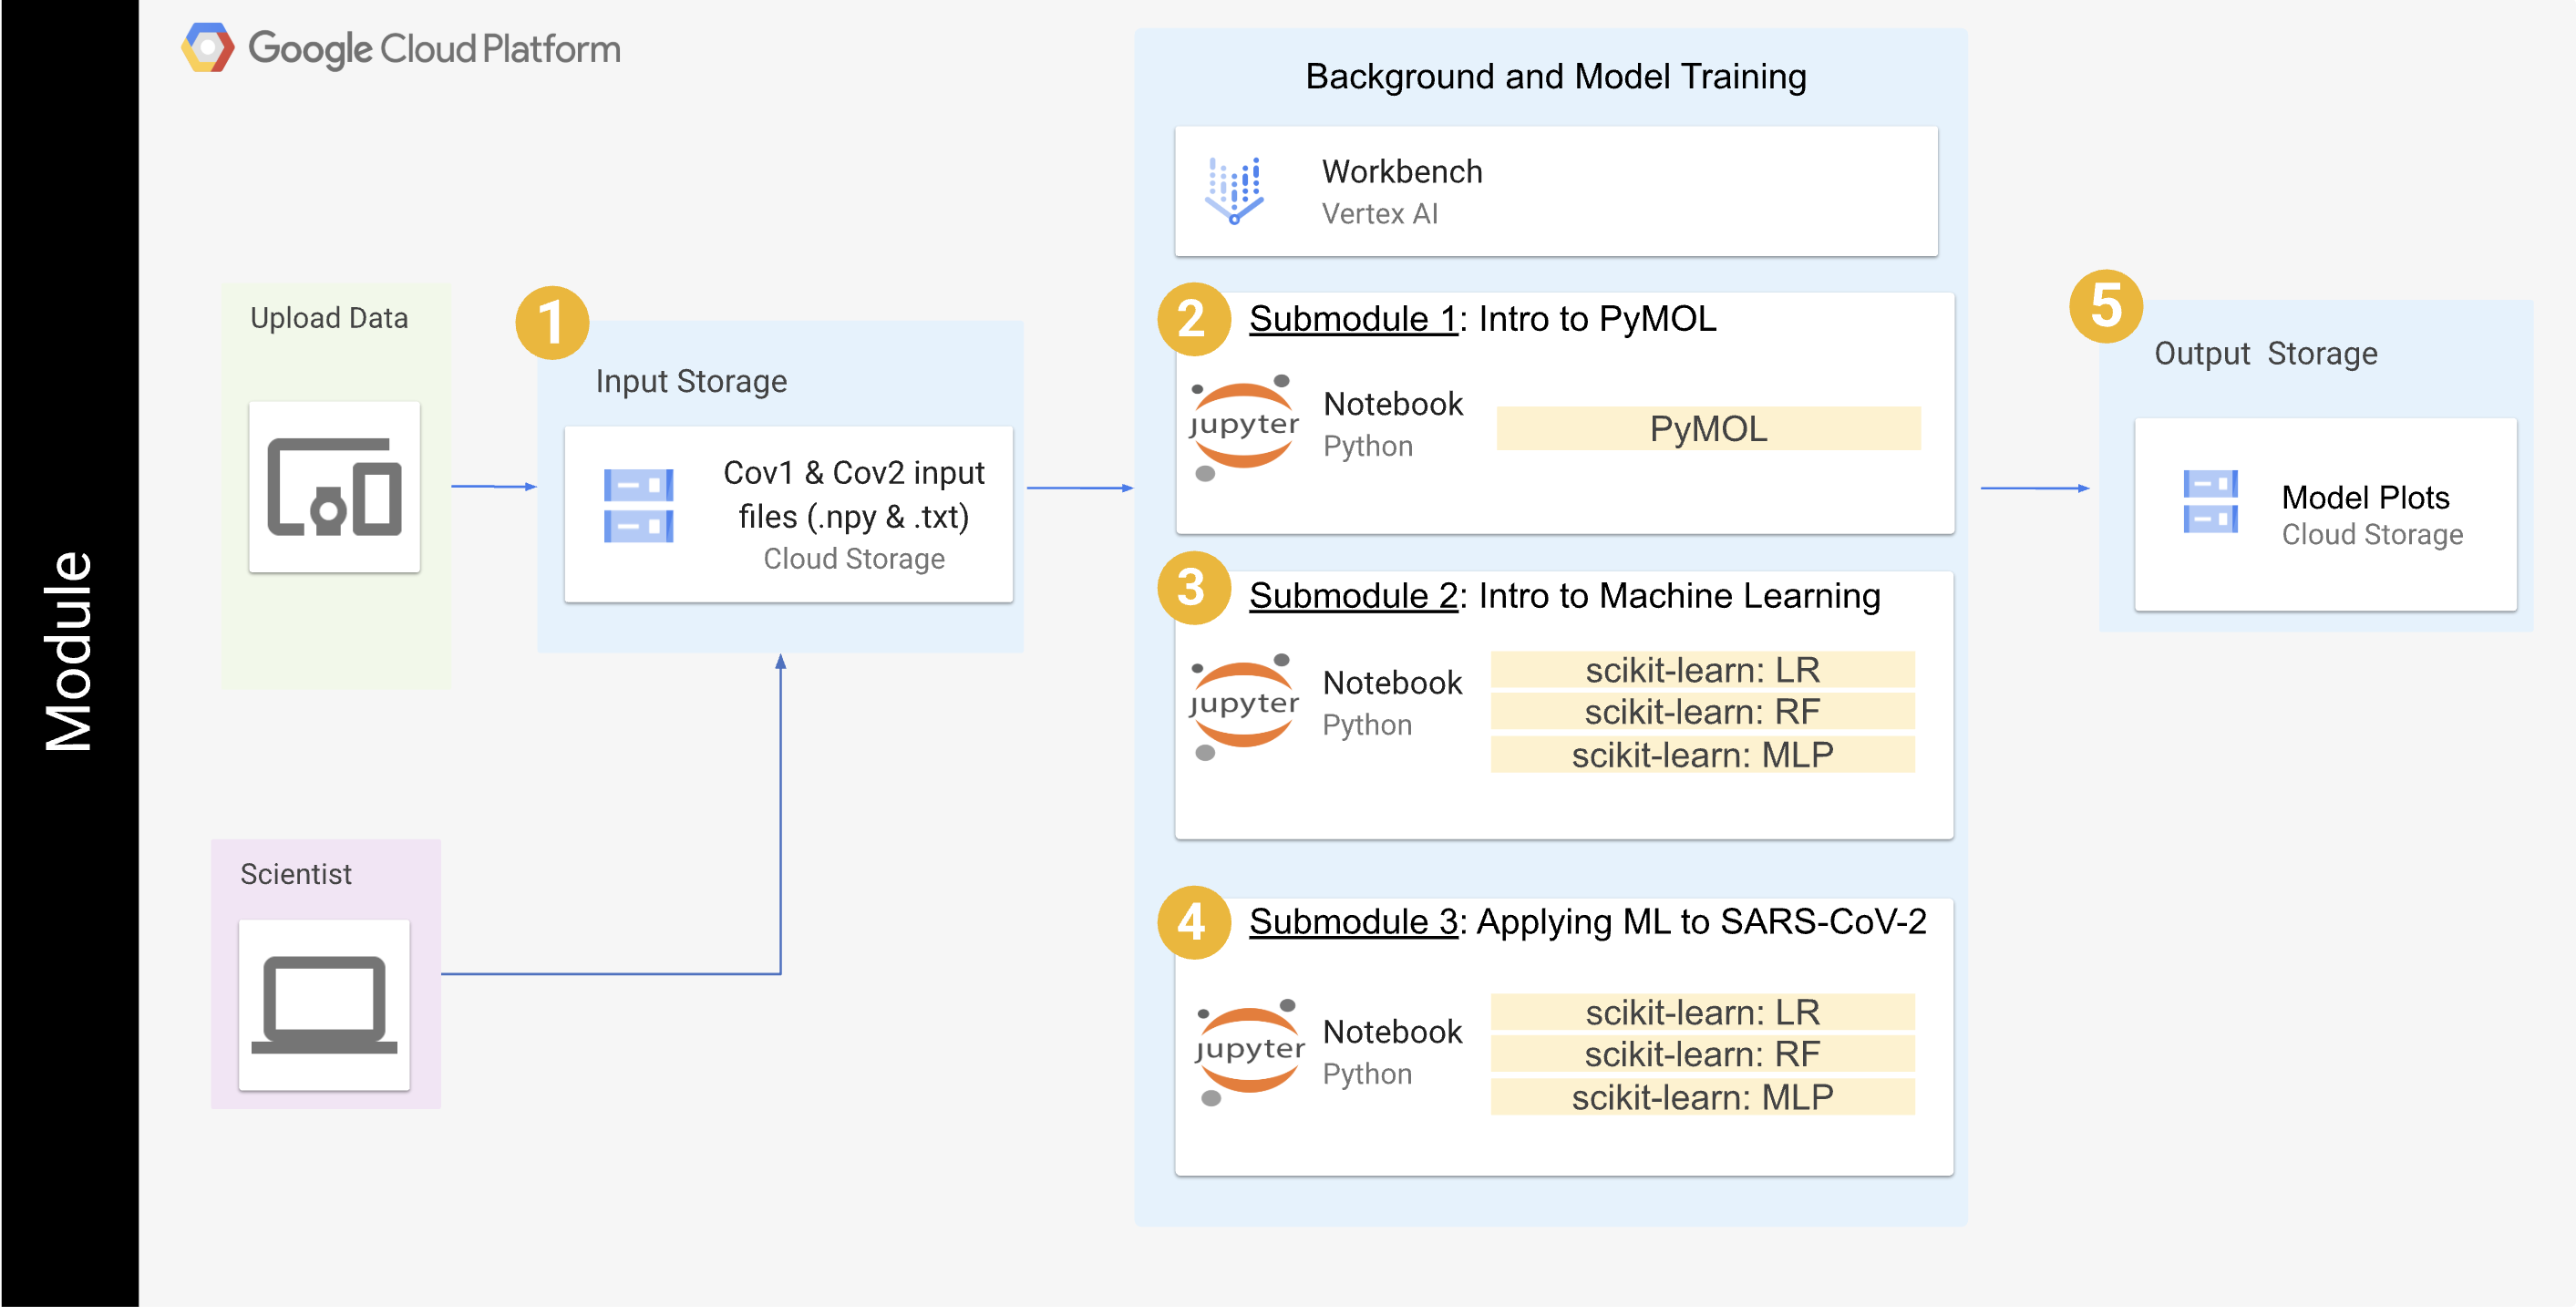 Module
Google Cloud Platform
Upload Data
1
Input Storage
Cov1 & Cov2 input
files (.npy & .txt)
Cloud Storage
Scientist
Background and Model Training
Workbench
Vertex AI
2
Submodule 1: Intro to PyMOL
jupyter
Notebook
Python
PyMOL
3
Submodule 2: Intro to Machine Learning
jupyter
Notebook
Python
scikit-learn: LR
scikit-learn: RF
scikit-learn: MLP
4
Submodule 3: Applying ML to SARS-CoV-2
jupyter
Notebook
Python
scikit-learn: LR
scikit-learn: RF
scikit-learn: MLP
5
Output Storage
Model Plots
Cloud Storage